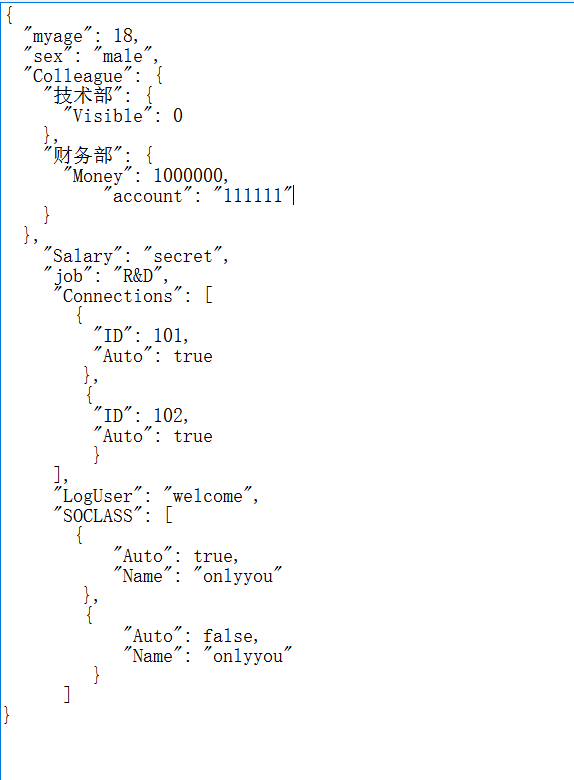 {
  "myage": 18,
  "sex": "male",
  "Colleague": {
    "技术部": {
      "Visible": 0
    },
    "财务部": {
      "Money": 1000000,
          "account": "111111"
    }
  },
    "Salary": "secret",
    "job": "R&D",
     "Connections": [
       {
         "ID": 101,
         "Auto": true
        },
        {
         "ID": 102,
         "Auto": true
         }
     ],
     "LogUser": "welcome",
     "SOCLASS": [
       {
           "Auto": true,
           "Name": "onlyyou"
        },
        {
            "Auto": false,
            "Name": "onlyyou"
         }
      ]
}